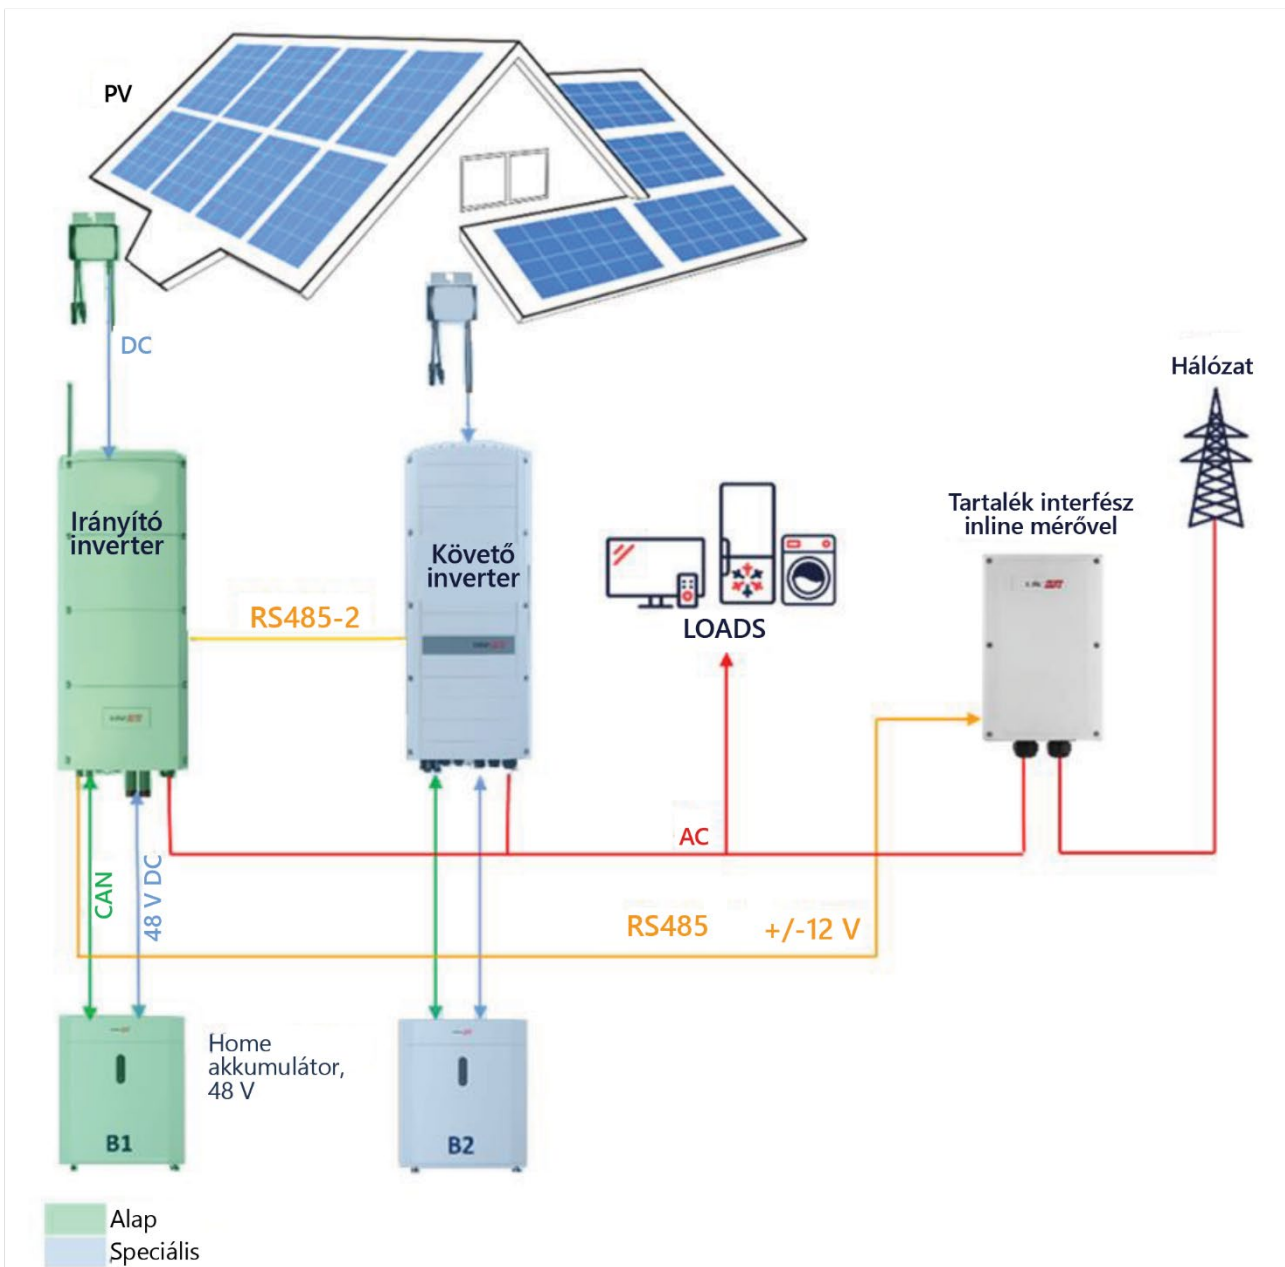 PV
DC
Hálózat
Irányító
inverter
Követő
inverter
Tartalék interfész
inline mérővel
RS485-2
LOADS
AC
CAN
48 V DC
RS485
+/-12 V
Home
akkumulátor,
48 V
B1
B2
Alap
Speciális